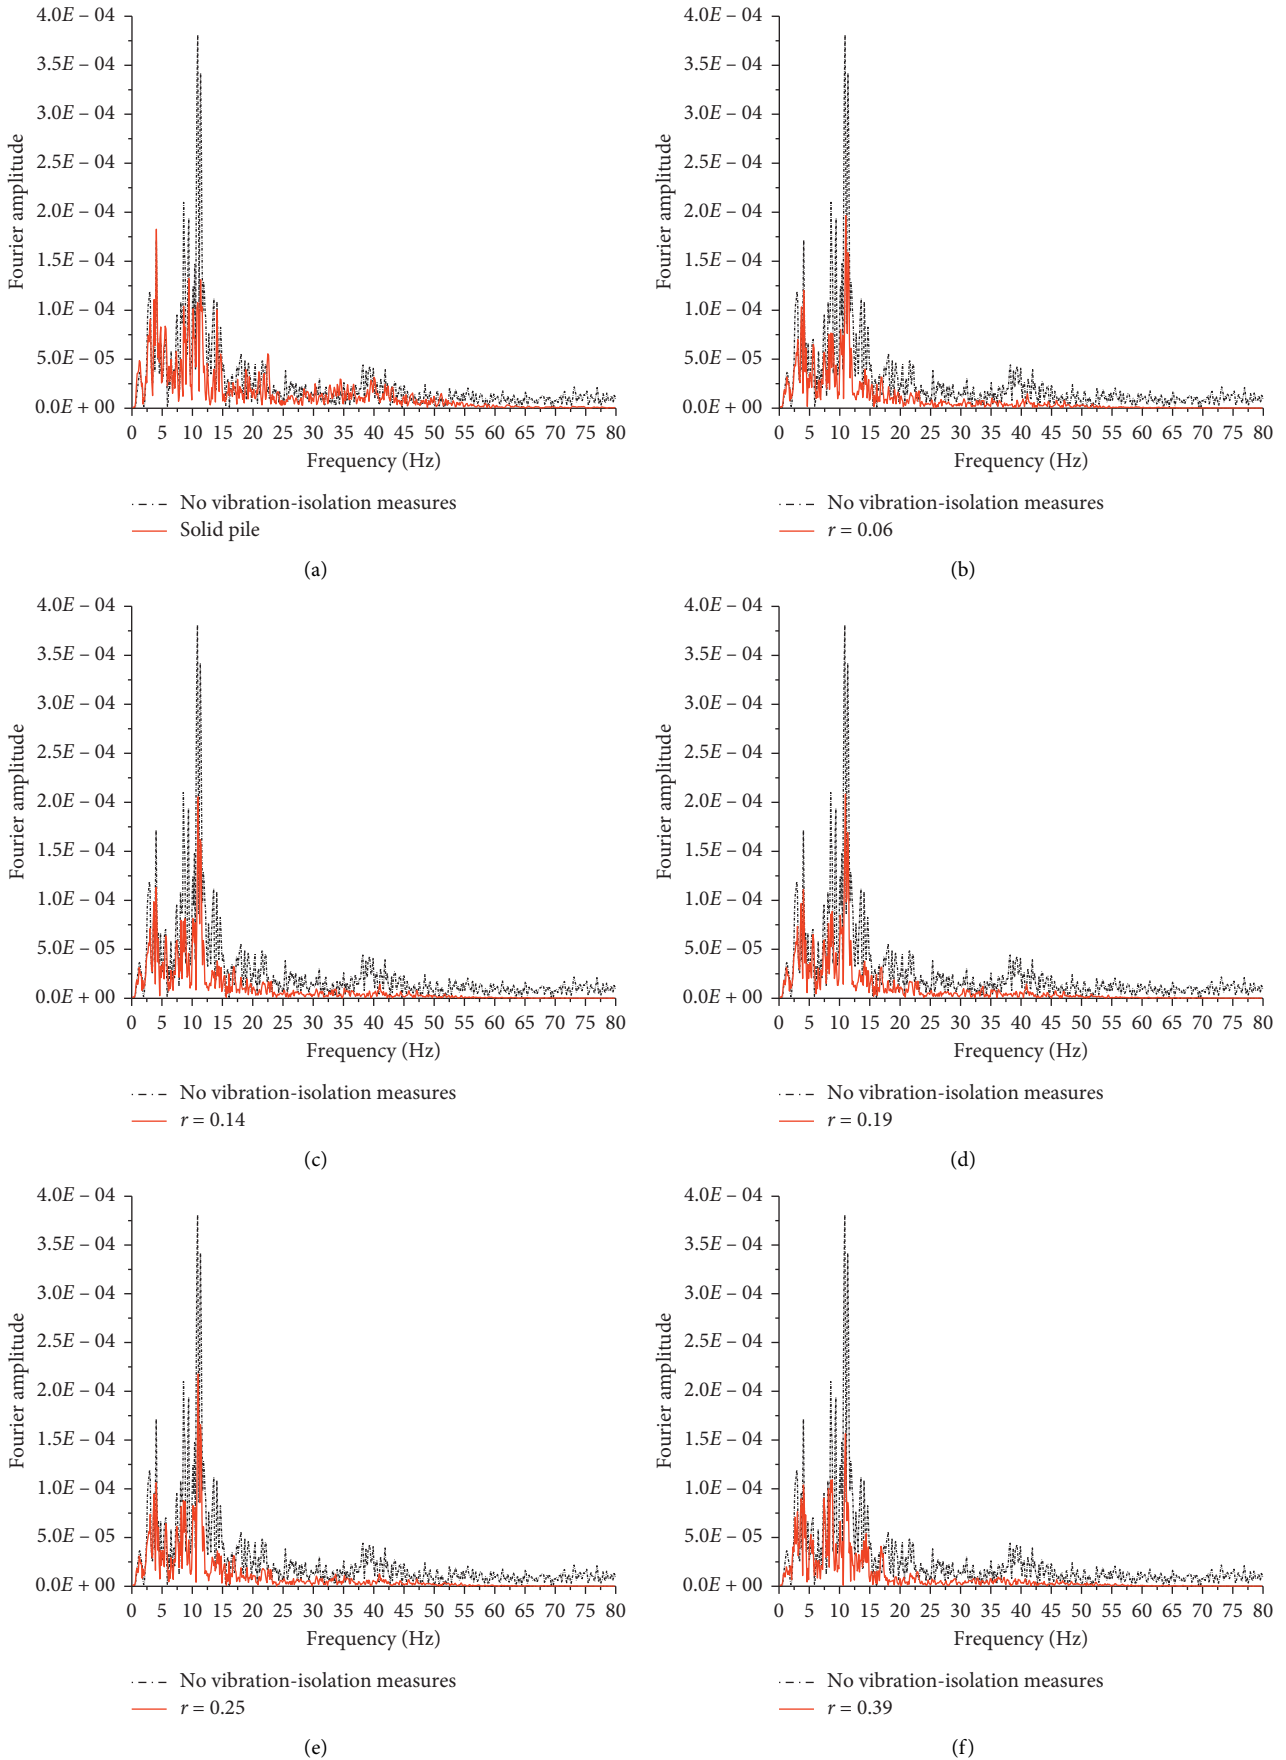 4.0E – 04
3.5E – 04
3.0E – 04
2.5E – 04
2.0E – 04
1.5E – 04
1.0E – 04
5.0E – 05
0.0E + 00
Fourier amplitude
0 5 10 15 20 25 30 35 40 45 50 55 60 65 70 75 80
Frequency (Hz)
No vibration-isolation measures
Solid pile
(a)
4.0E – 04
3.5E – 04
3.0E – 04
2.5E – 04
2.0E – 04
1.5E – 04
1.0E – 04
5.0E – 05
0.0E + 00
Fourier amplitude
0 5 10 15 20 25 30 35 40 45 50 55 60 65 70 75 80
Frequency (Hz)
No vibration-isolation measures
r = 0.06
(b)
4.0E – 04
3.5E – 04
3.0E – 04
2.5E – 04
2.0E – 04
1.5E – 04
1.0E – 04
5.0E – 05
0.0E + 00
Fourier amplitude
0 5 10 15 20 25 30 35 40 45 50 55 60 65 70 75 80
Frequency (Hz)
No vibration-isolation measures
r = 0.14
(c)
4.0E – 04
3.5E – 04
3.0E – 04
2.5E – 04
2.0E – 04
1.5E – 04
1.0E – 04
5.0E – 05
0.0E + 00
Fourier amplitude
0 5 10 15 20 25 30 35 40 45 50 55 60 65 70 75 80
Frequency (Hz)
No vibration-isolation measures
r = 0.19
(d)
4.0E – 04
3.5E – 04
3.0E – 04
2.5E – 04
2.0E – 04
1.5E – 04
1.0E – 04
5.0E – 05
0.0E + 00
Fourier amplitude
0 5 10 15 20 25 30 35 40 45 50 55 60 65 70 75 80
Frequency (Hz)
No vibration-isolation measures
r = 0.25
(e)
4.0E – 04
3.5E – 04
3.0E – 04
2.5E – 04
2.0E – 04
1.5E – 04
1.0E – 04
5.0E – 05
0.0E + 00
Fourier amplitude
0 5 10 15 20 25 30 35 40 45 50 55 60 65 70 75 80
Frequency (Hz)
No vibration-isolation measures
r = 0.39
(f)